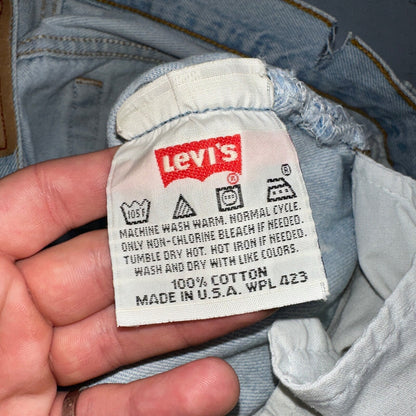 LEVI'S
®
®
105F
MACHINE WASH WARM. NORMAL CYCLE.
ONLY NON-CHLORINE BLEACH IF NEEDED.
TUMBLE DRY HOT. HOT IRON IF NEEDED.
WASH AND DRY WITH LIKE COLORS.
100% COTTON
MADE IN U.S.A. WPL 423